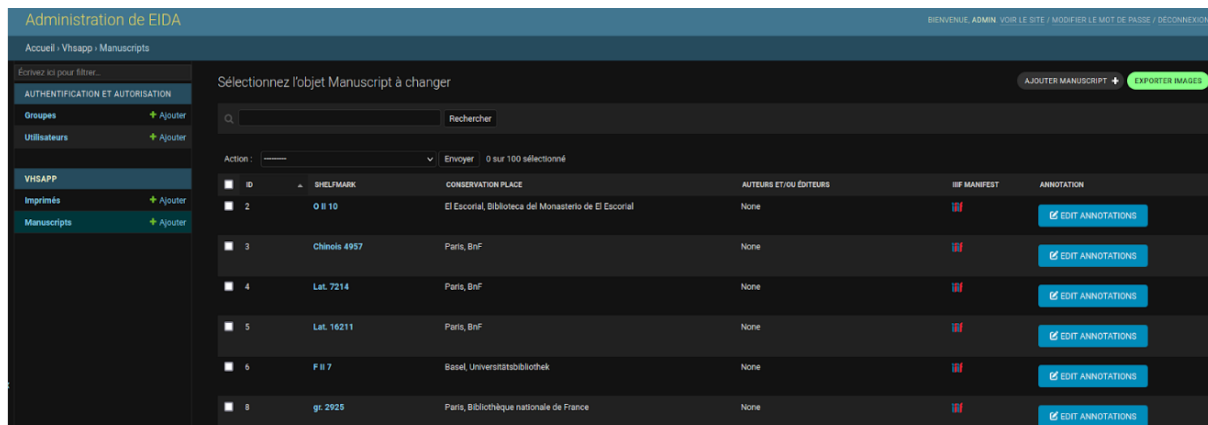 Administration de EIDA
BIENVENUE, ADMIN. VOIR LE SITE / MODIFIER LE MOT DE PASSE / DÉCONNEXION
Accueil › Vhsapp › Manuscripts
Écrivez ici pour filtrer...
AUTHENTIFICATION ET AUTORISATION
Groupes + Ajouter
Utilisateurs + Ajouter
VHSAPP
Imprimés + Ajouter
Manuscripts + Ajouter
Sélectionnez l'objet Manuscript à changer
AJOUTER MANUSCRIPT +
EXPORTER IMAGES
Rechercher
Action : --------- Envoyer 0 sur 100 sélectionné
ID SHELFMARK CONSERVATION PLACE AUTEURS ET/OU ÉDITEURS IIIF MANIFEST ANNOTATION
2 O II 10 El Escorial, Biblioteca del Monasterio de El Escorial None iiif EDIT ANNOTATIONS
3 Chinois 4957 Paris, BnF None iiif EDIT ANNOTATIONS
4 Lat. 7214 Paris, BnF None iiif EDIT ANNOTATIONS
5 Lat. 16211 Paris, BnF None iiif EDIT ANNOTATIONS
6 F II 7 Basel, Universitätsbibliothek None iiif EDIT ANNOTATIONS
8 gr. 2925 Paris, Bibliothèque nationale de France None iiif EDIT ANNOTATIONS